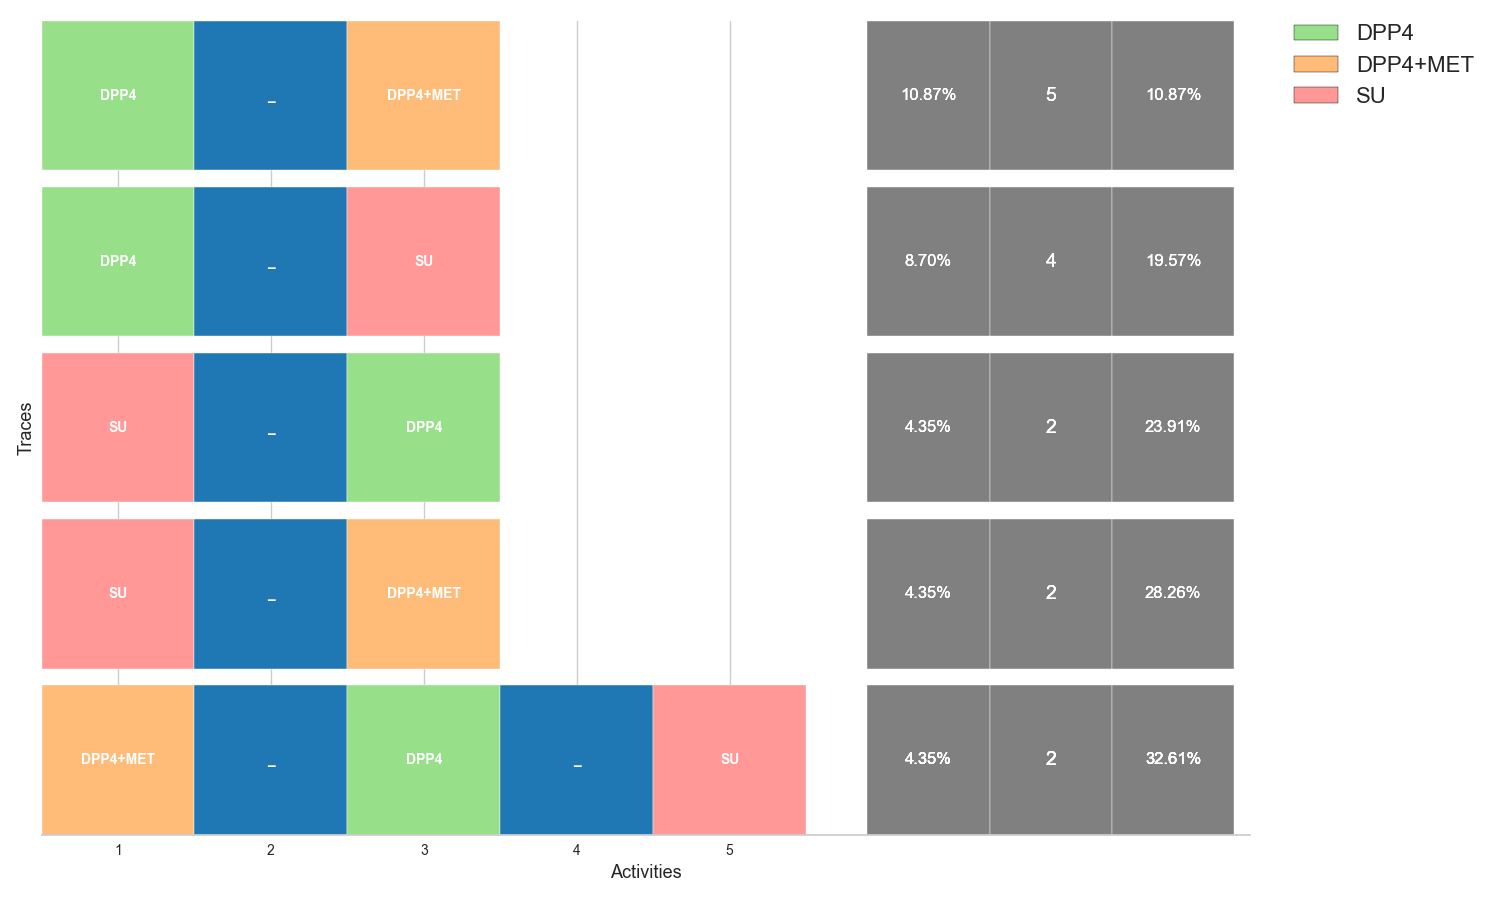 DPP4 _ DPP4+MET 10.87% 5 10.87%
DPP4 _ SU 8.70% 4 19.57%
SU _ DPP4 4.35% 2 23.91%
SU _ DPP4+MET 4.35% 2 28.26%
DPP4+MET _ DPP4 _ SU 4.35% 2 32.61%
Traces
1 2 3 4 5
Activities
DPP4
DPP4+MET
SU